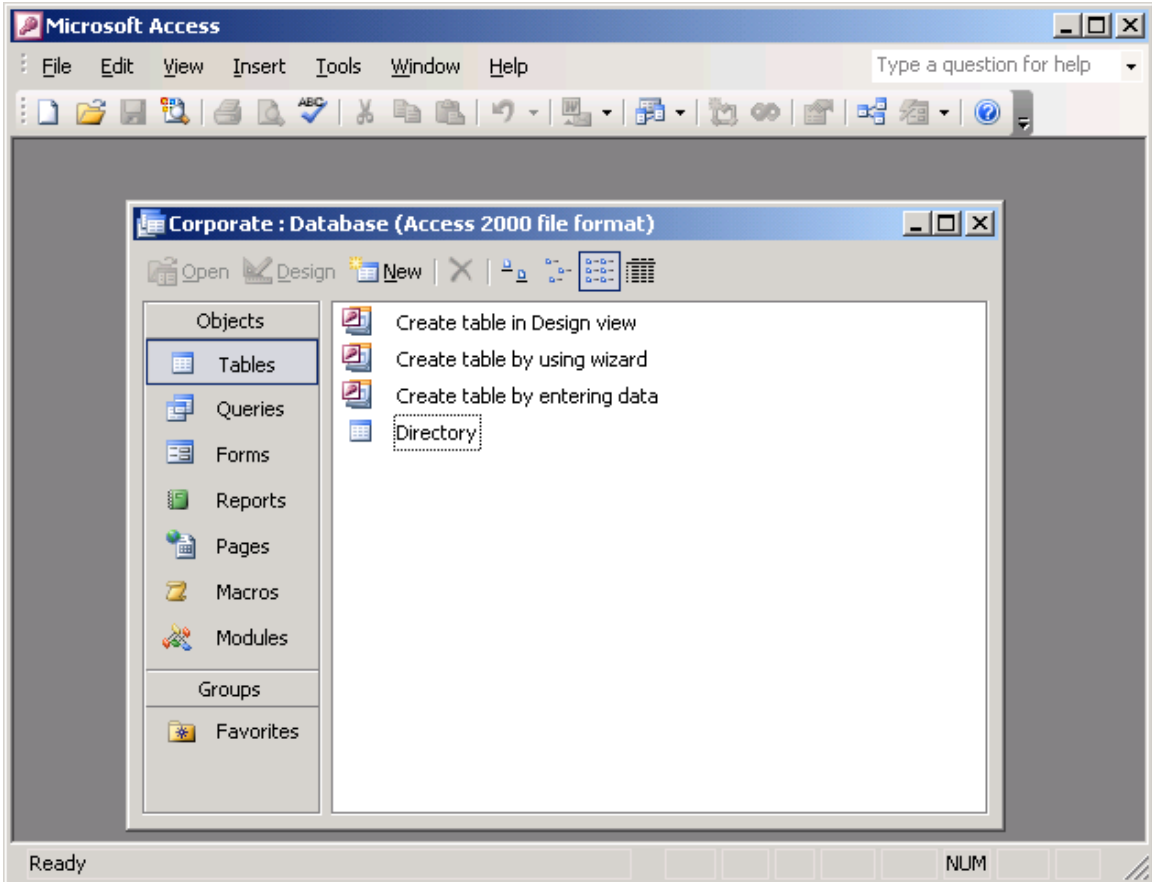 Microsoft Access
File Edit View Insert Tools Window Help Type a question for help
ABC
W
Corporate : Database (Access 2000 file format)
Open Design New
Objects
Tables
Queries
Forms
Reports
Pages
Macros
Modules
Groups
Favorites
Create table in Design view
Create table by using wizard
Create table by entering data
Directory
Ready NUM